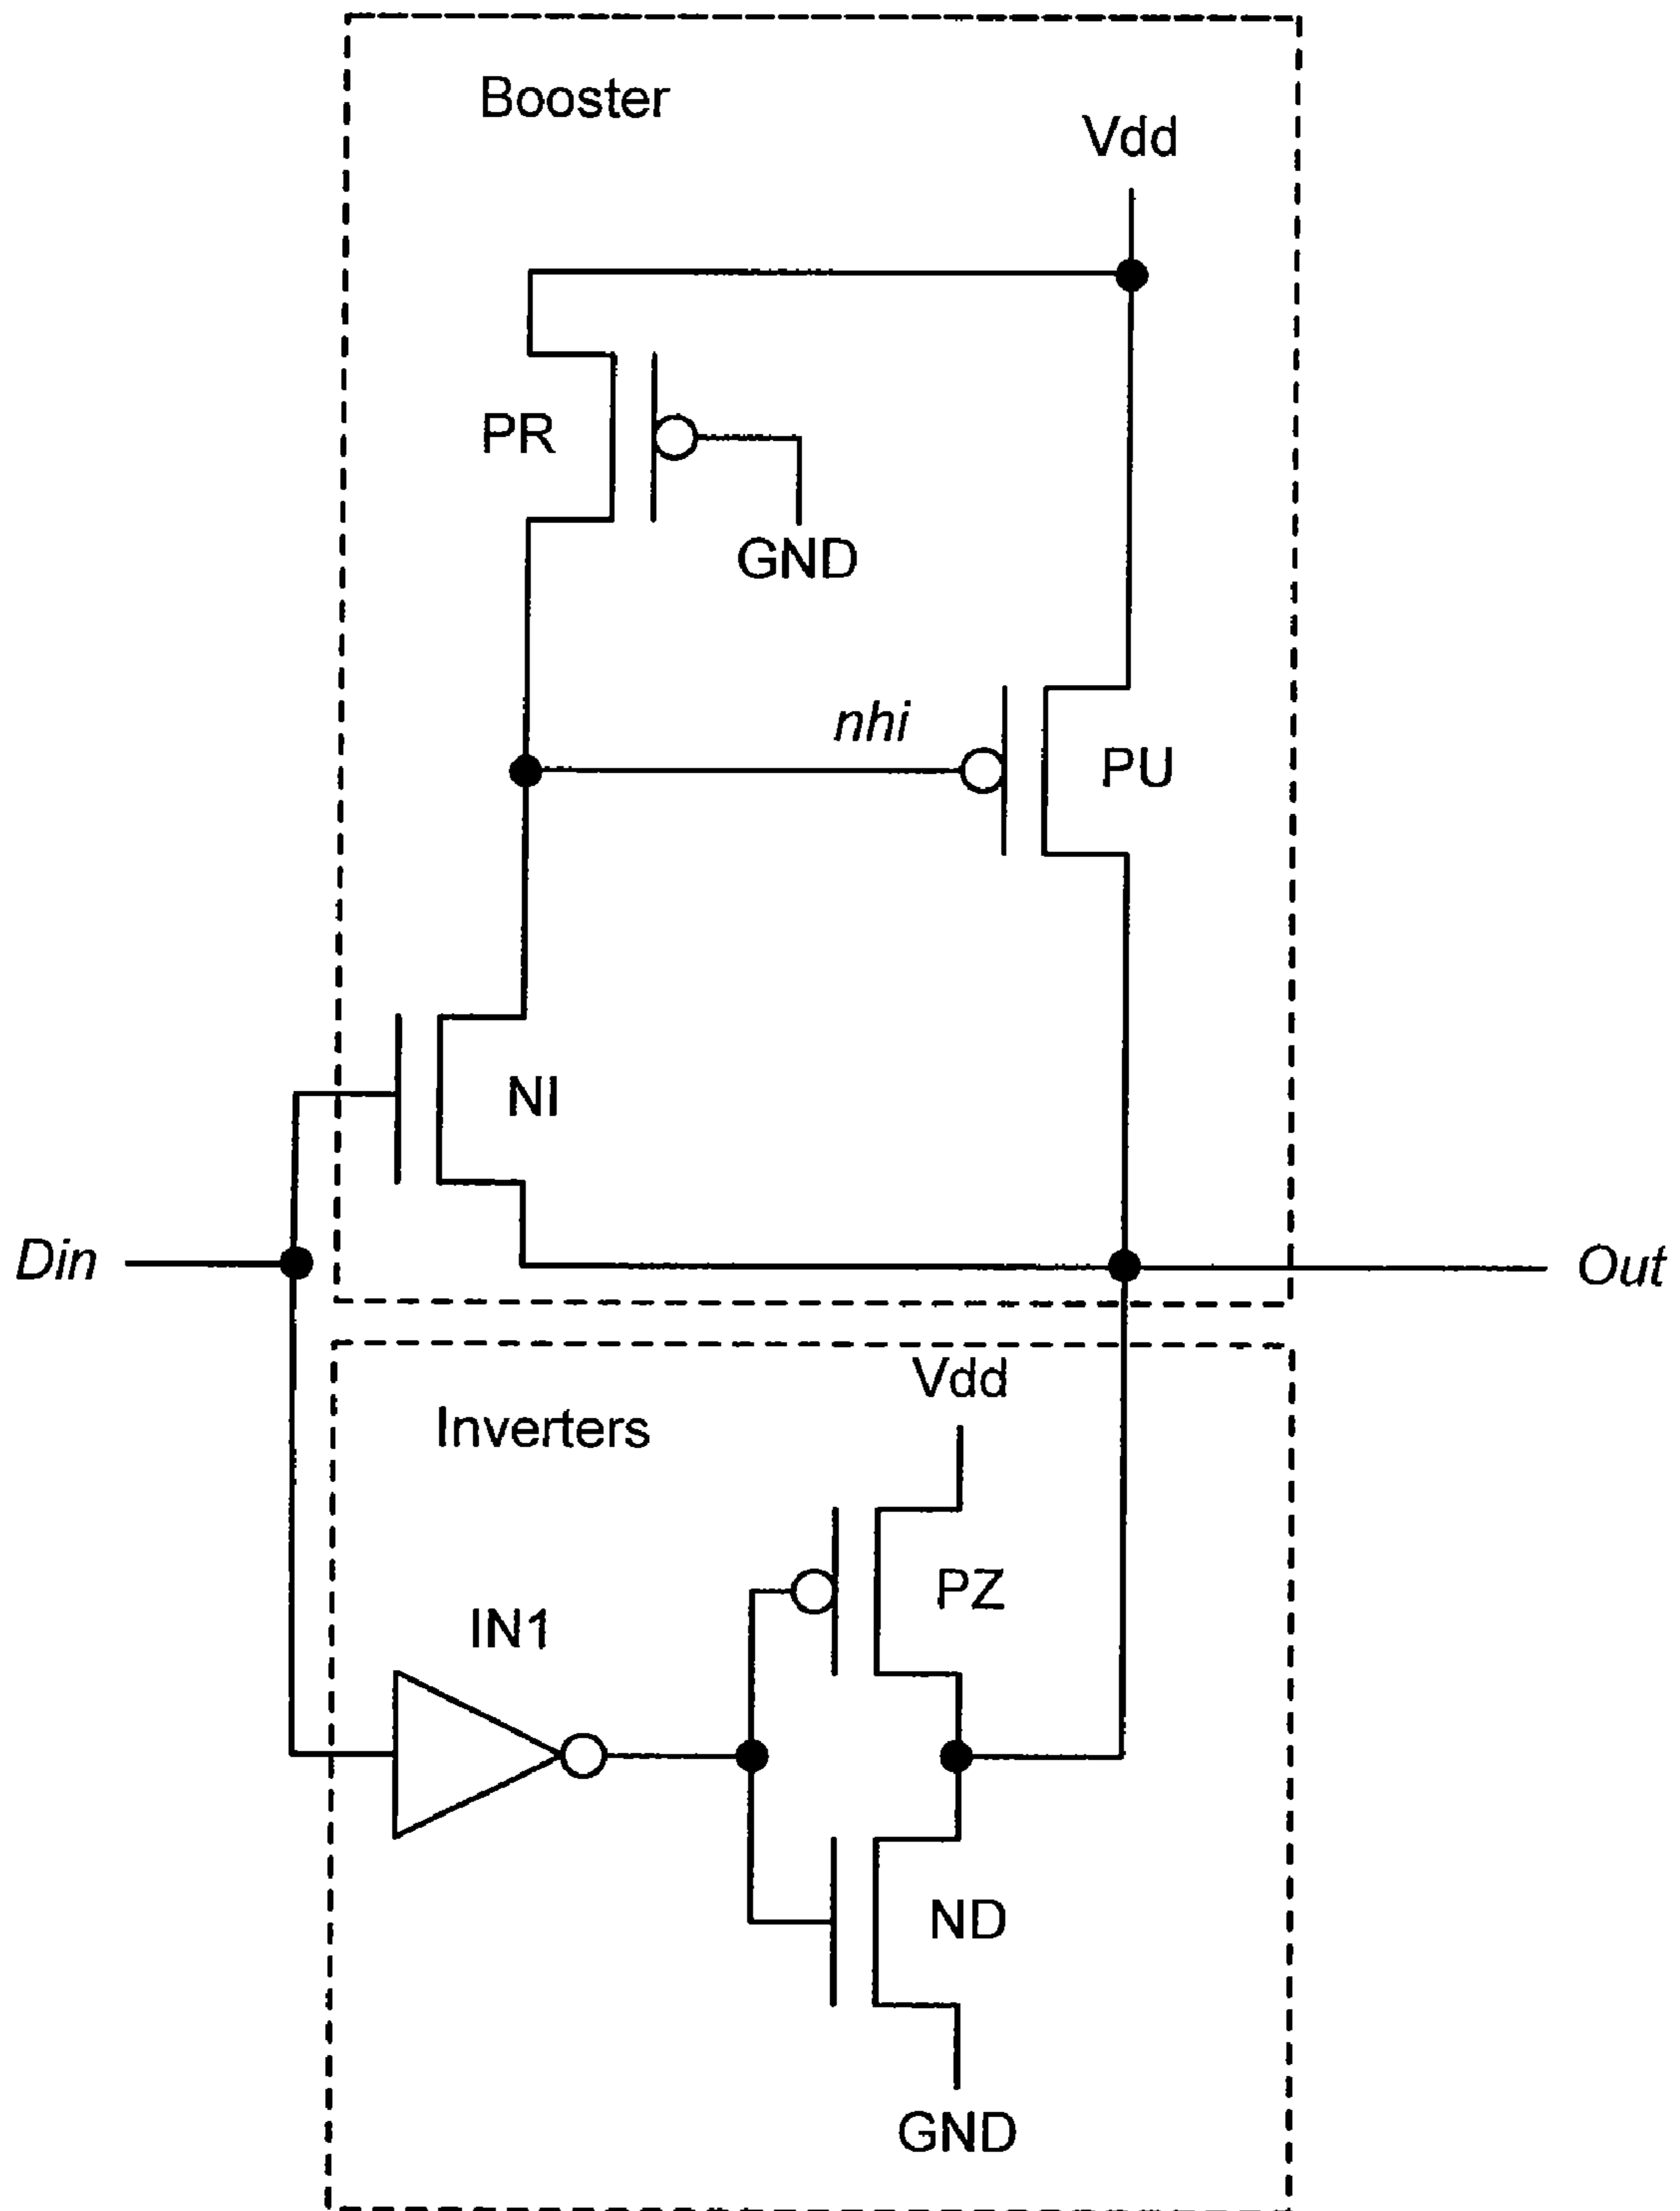 Booster
Vdd
PR
GND
nhi
PU
NI
Din
Out
Vdd
Inverters
PZ
IN1
ND
GND